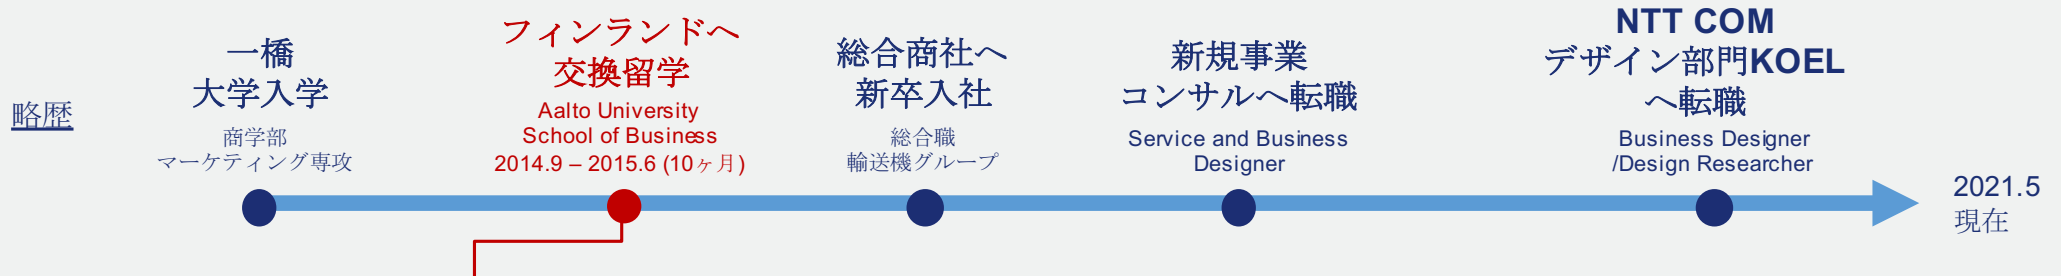 略歴
一橋
大学入学
商学部
マーケティング専攻
フィンランドへ
交換留学
Aalto University
School of Business
2014.9 – 2015.6 (10ヶ月)
総合商社へ
新卒入社
総合職
輸送機グループ
新規事業
コンサルへ転職
Service and Business
Designer
NTT COM
デザイン部門KOEL
へ転職
Business Designer
/Design Researcher
2021.5
現在